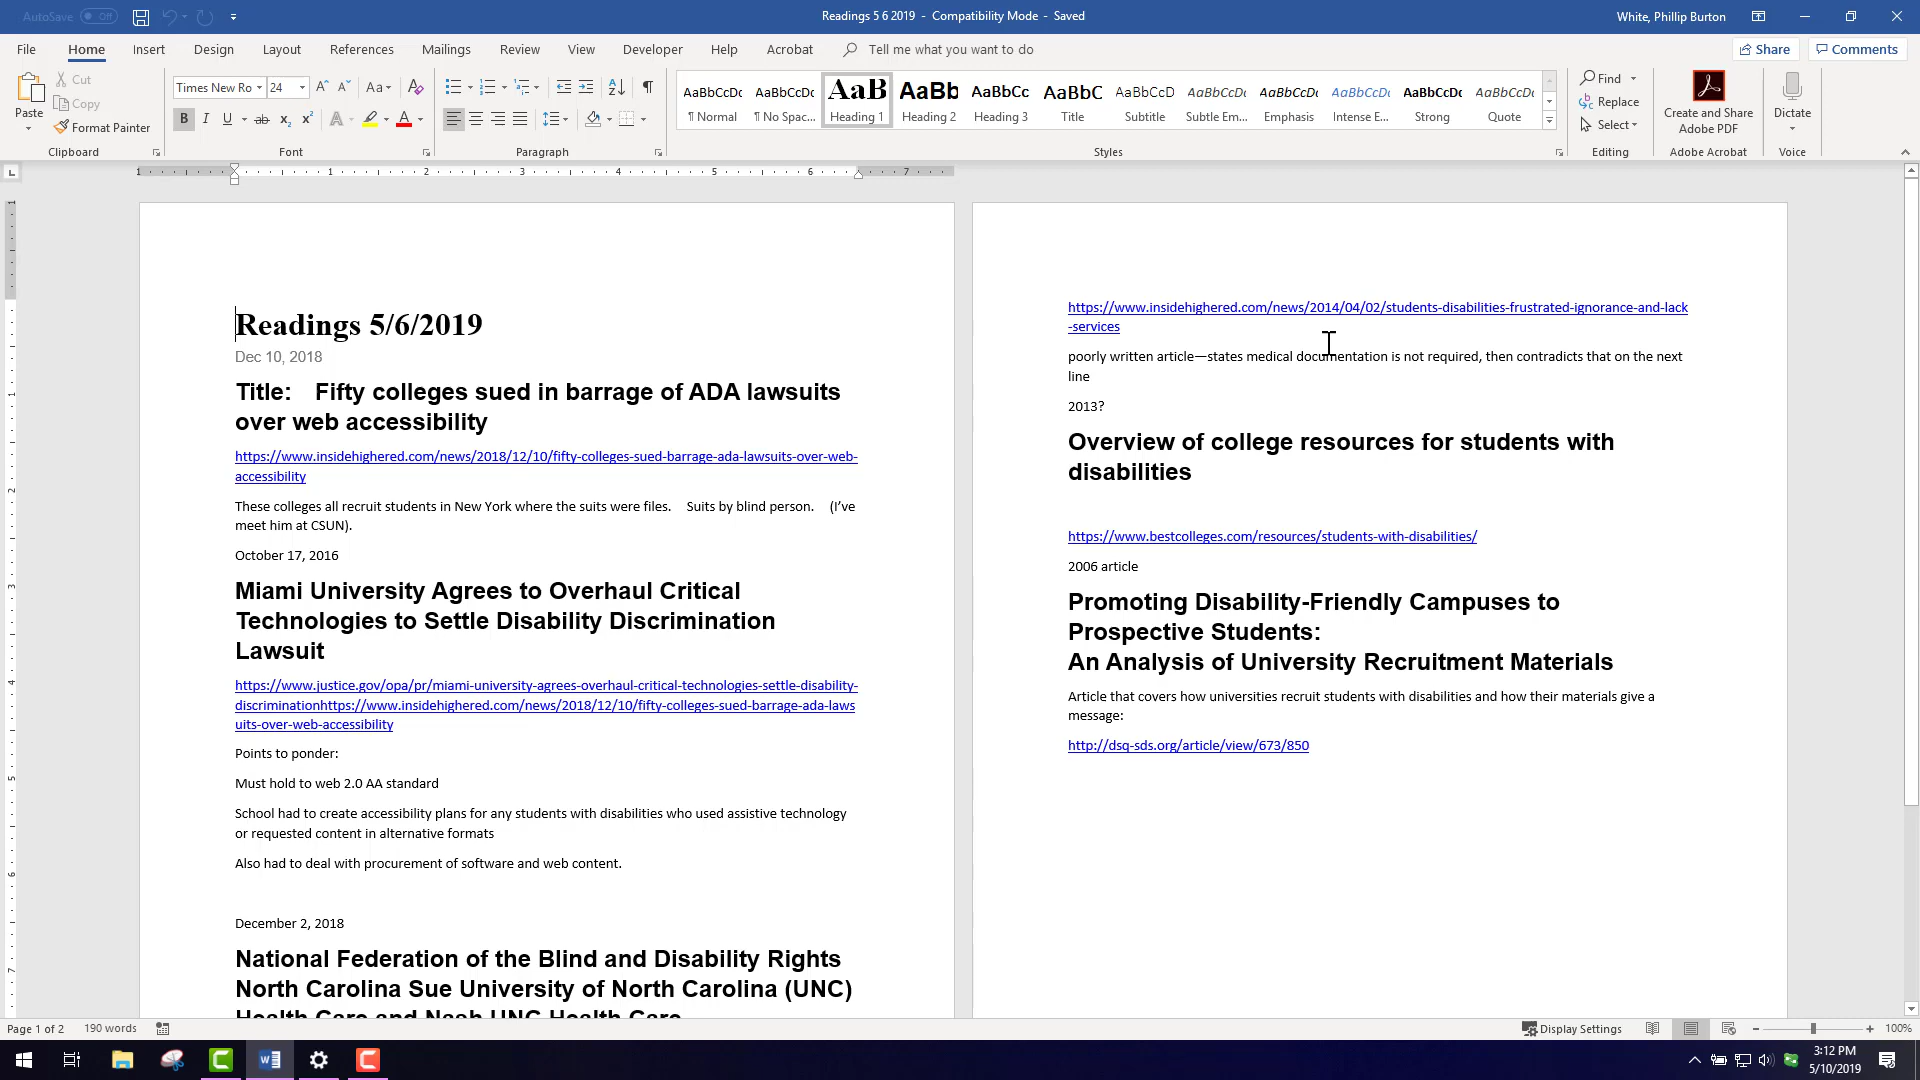 AutoSave Off
Readings 5 6 2019 - Compatibility Mode - Saved
White, Phillip Burton
File Home Insert Design Layout References Mailings Review View Developer Help Acrobat Tell me what you want to do
Share Comments
Paste
Cut
Copy
Format Painter
Clipboard
Times New Ro 24
Font
Paragraph
AaBbCcDc AaBbCcDc AaB AaBb AaBbCc AaBbC AaBbCcD AaBbCcDc AaBbCcDc AaBbCcDc AaBbCcDc AaBbCcDc
¶ Normal ¶ No Spac... Heading 1 Heading 2 Heading 3 Title Subtitle Subtle Em... Emphasis Intense E... Strong Quote
Styles
Find
Replace
Select
Editing
Create and Share
Adobe PDF
Adobe Acrobat
Dictate
Voice
1 1 2 3 4 5 6 7
Readings 5/6/2019
Dec 10, 2018
Title: Fifty colleges sued in barrage of ADA lawsuits
over web accessibility
https://www.insidehighered.com/news/2018/12/10/fifty-colleges-sued-barrage-ada-lawsuits-over-web-
accessibility
These colleges all recruit students in New York where the suits were files. Suits by blind person. (I’ve
meet him at CSUN).
October 17, 2016
Miami University Agrees to Overhaul Critical
Technologies to Settle Disability Discrimination
Lawsuit
https://www.justice.gov/opa/pr/miami-university-agrees-overhaul-critical-technologies-settle-disability-
discriminationhttps://www.insidehighered.com/news/2018/12/10/fifty-colleges-sued-barrage-ada-laws
uits-over-web-accessibility
Points to ponder:
Must hold to web 2.0 AA standard
School had to create accessibility plans for any students with disabilities who used assistive technology
or requested content in alternative formats
Also had to deal with procurement of software and web content.
December 2, 2018
National Federation of the Blind and Disability Rights
North Carolina Sue University of North Carolina (UNC)
Health Care and Nash UNC Health Care
https://www.insidehighered.com/news/2014/04/02/students-disabilities-frustrated-ignorance-and-lack
-services
poorly written article—states medical documentation is not required, then contradicts that on the next
line
2013?
Overview of college resources for students with
disabilities
https://www.bestcolleges.com/resources/students-with-disabilities/
2006 article
Promoting Disability-Friendly Campuses to
Prospective Students:
An Analysis of University Recruitment Materials
Article that covers how universities recruit students with disabilities and how their materials give a
message:
http://dsq-sds.org/article/view/673/850
Page 1 of 2 190 words
Display Settings
100%
3:12 PM
5/10/2019